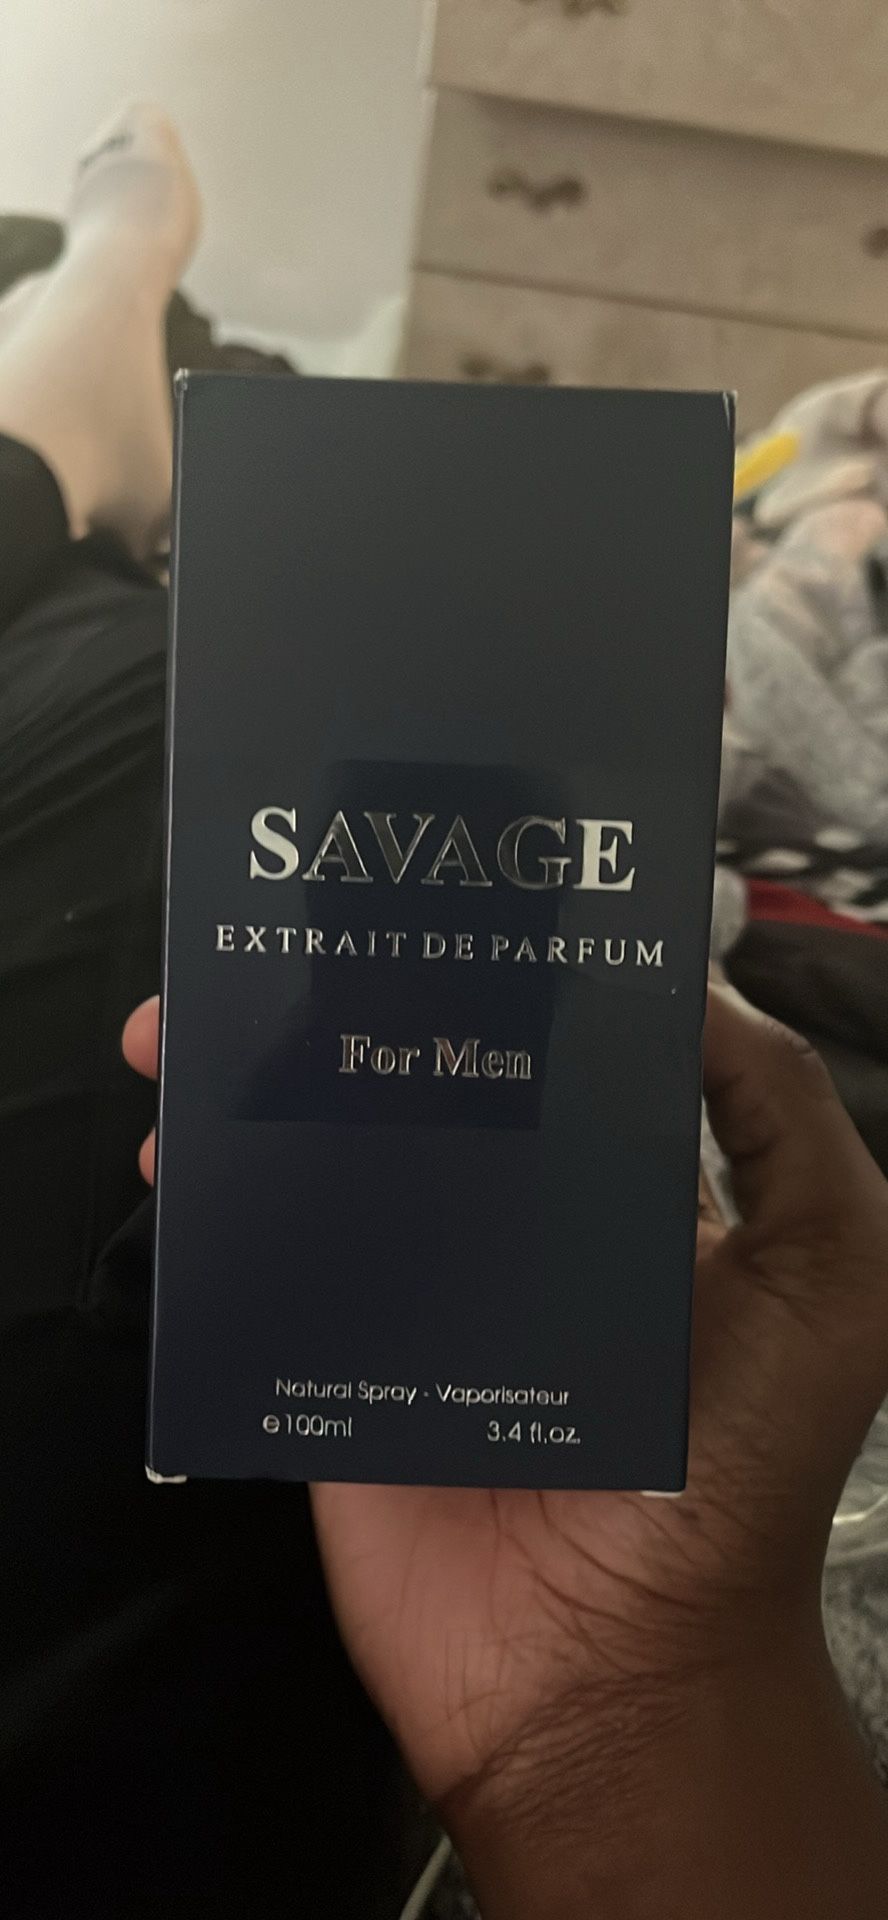 SAVAGE
EXTRAIT DE PARFUM
For Men
Natural Spray - Vaporisateur
℮100ml 3.4 fl.oz.